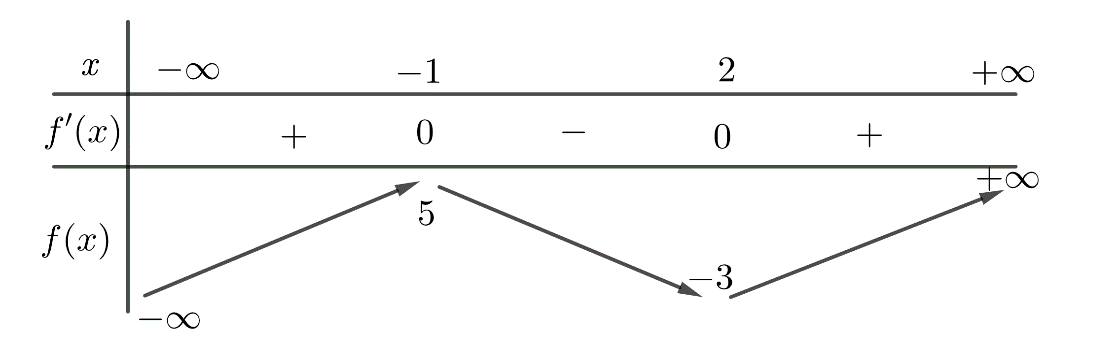 x −∞ −1 2 +∞
f′(x) + 0 − 0 +
f(x) −∞ 5 −3 +∞